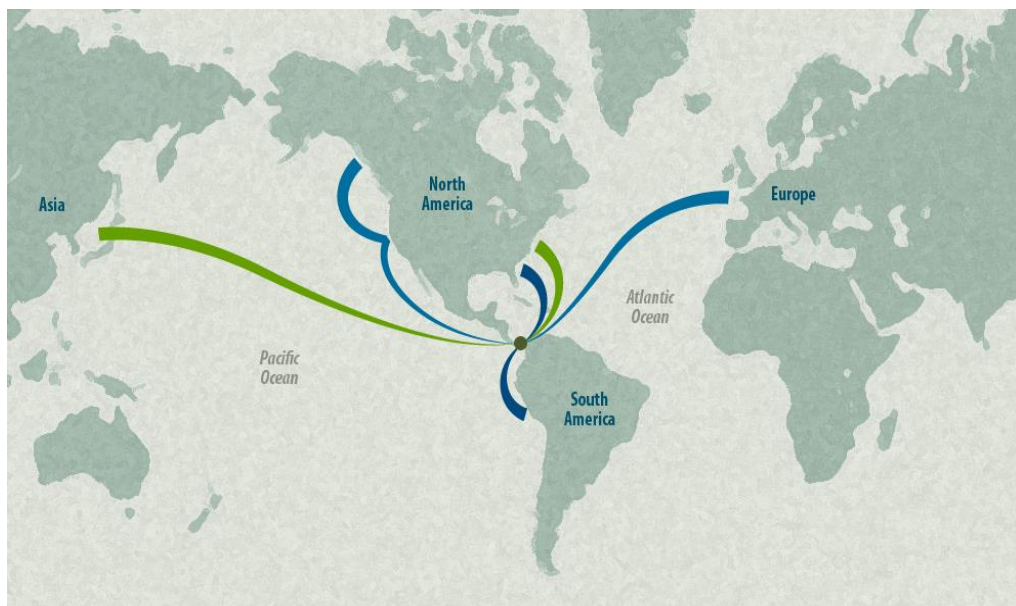 North
America
Asia
Europe
Atlantic
Ocean
Pacific
Ocean
South
America